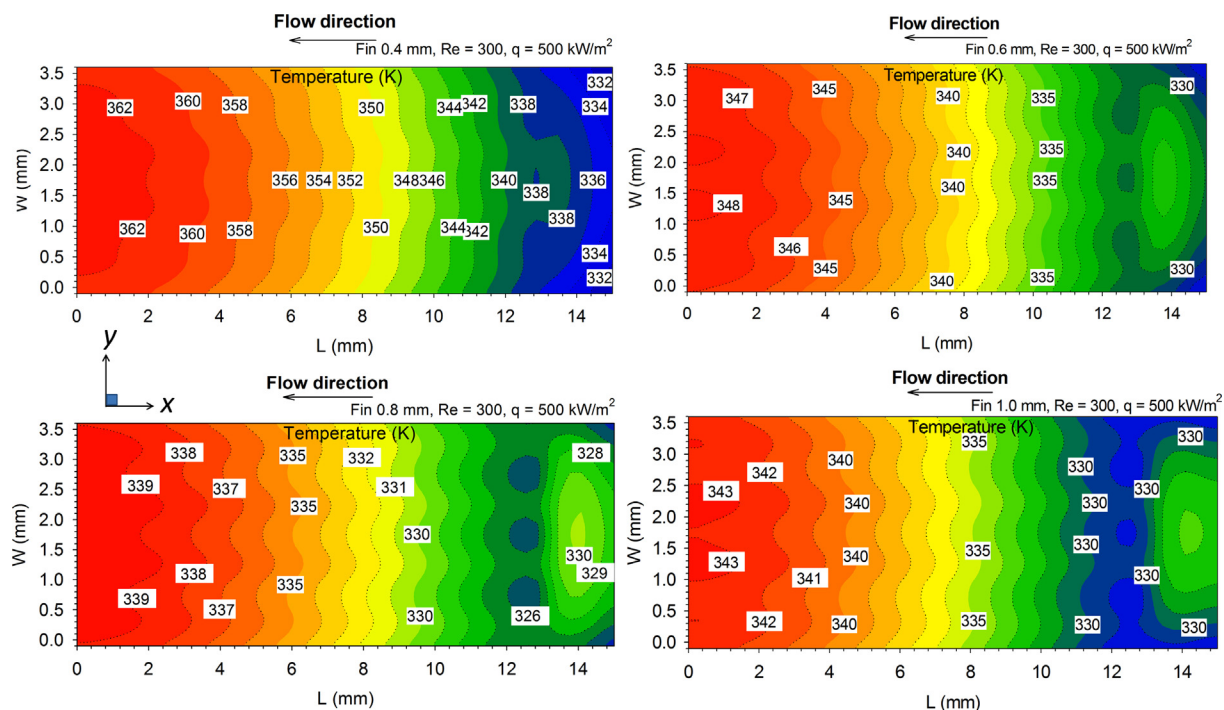 Flow direction
Fin 0.4 mm, Re = 300, q = 500 kW/m²
Temperature (K)
3.5
3.0
2.5
2.0
1.5
1.0
0.5
0.0
W (mm)
332
362 360 358 350 344 342 338 334
356 354 352 348 346 340 338 336
338
362 360 358 350 344 342
334
332
0 2 4 6 8 10 12 14
L (mm)
Flow direction
Fin 0.6 mm, Re = 300, q = 500 kW/m²
Temperature (K)
3.5
3.0
2.5
2.0
1.5
1.0
0.5
0.0
W (mm)
330
347 345 340 335
340 335
340 335
348 345
346
345 340 335 330
0 2 4 6 8 10 12 14
L (mm)
y
x
Flow direction
Fin 0.8 mm, Re = 300, q = 500 kW/m²
Temperature (K)
3.5
3.0
2.5
2.0
1.5
1.0
0.5
0.0
W (mm)
338 335 332 328
339 337 331
335
330
330
338 335 329
339 337 330 326
0 2 4 6 8 10 12 14
L (mm)
Flow direction
Fin 1.0 mm, Re = 300, q = 500 kW/m²
Temperature (K)
3.5
3.0
2.5
2.0
1.5
1.0
0.5
0.0
W (mm)
335 330
342 340 330
343 340 330 330
343 340 335 330
341 330
342 340 335 330 330
0 2 4 6 8 10 12 14
L (mm)